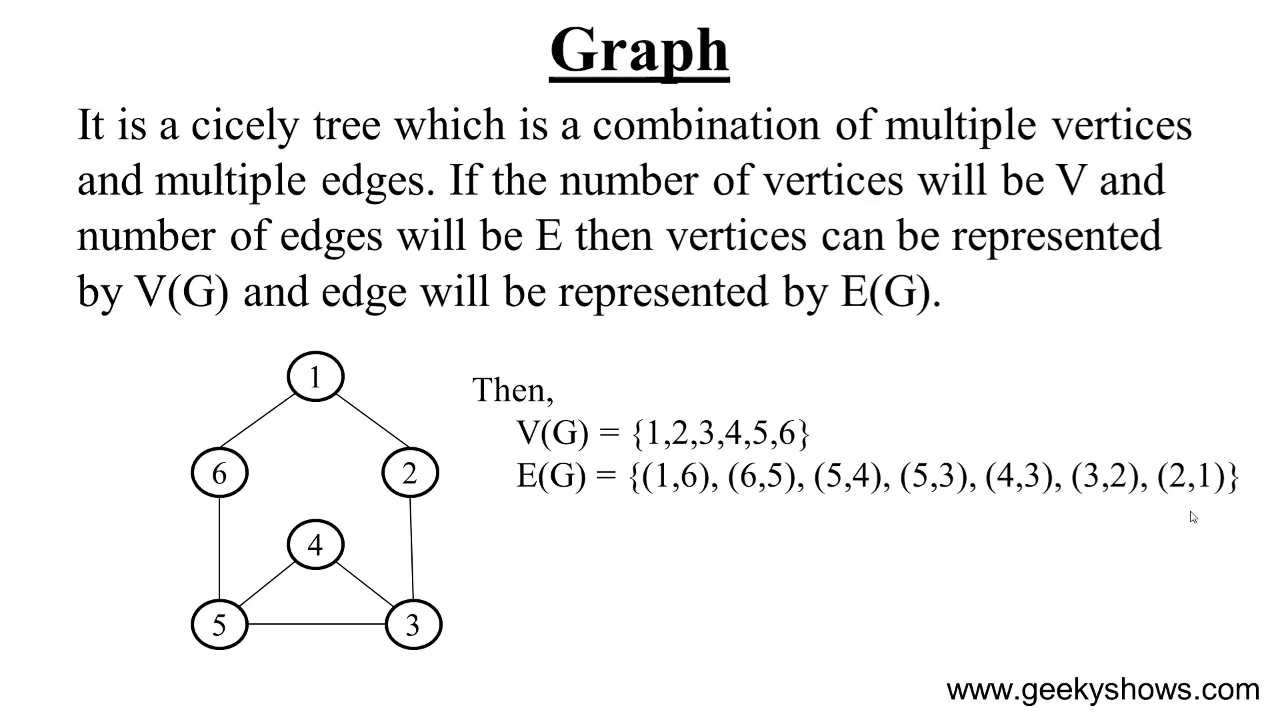 Graph
It is a cicely tree which is a combination of multiple vertices
and multiple edges. If the number of vertices will be V and
number of edges will be E then vertices can be represented
by V(G) and edge will be represented by E(G).
1
Then,
V(G) = {1,2,3,4,5,6}
6
2
E(G) = {(1,6), (6,5), (5,4), (5,3), (4,3), (3,2), (2,1)}
4
5
3
www.geekyshows.com